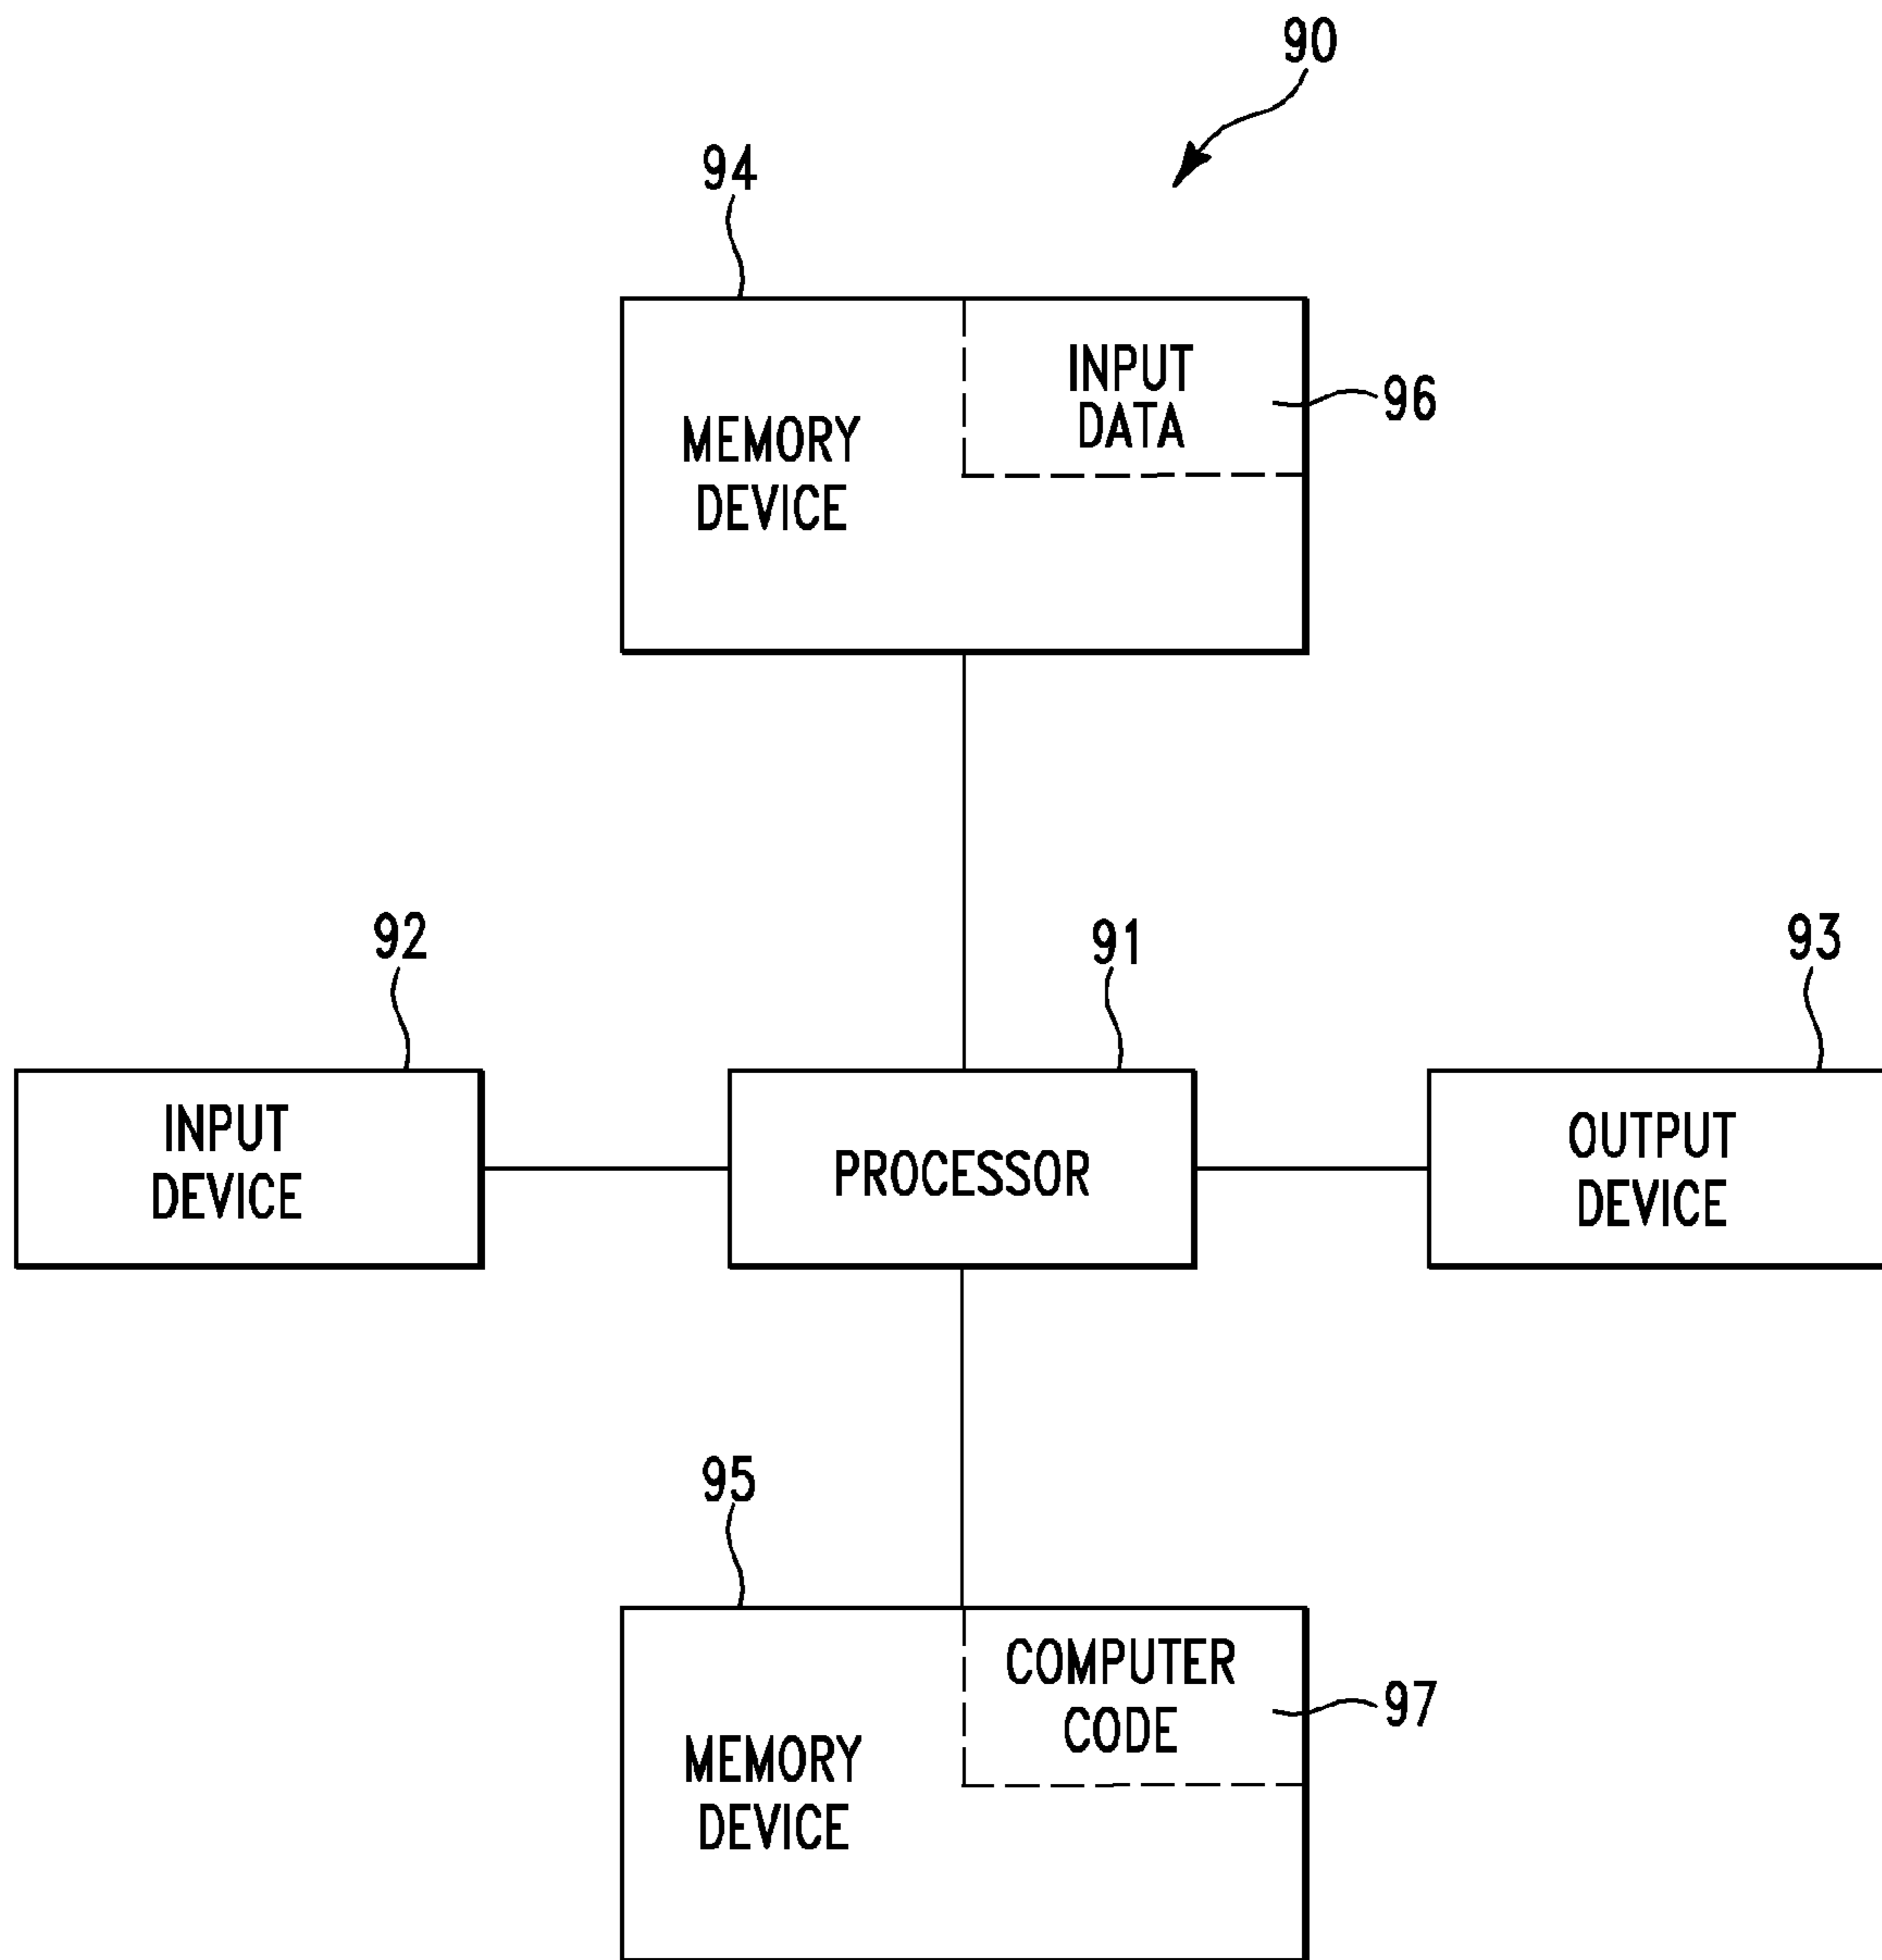 90
94
INPUT
DATA
96
MEMORY
DEVICE
92
91
93
INPUT
DEVICE
PROCESSOR
OUTPUT
DEVICE
95
COMPUTER
CODE
97
MEMORY
DEVICE